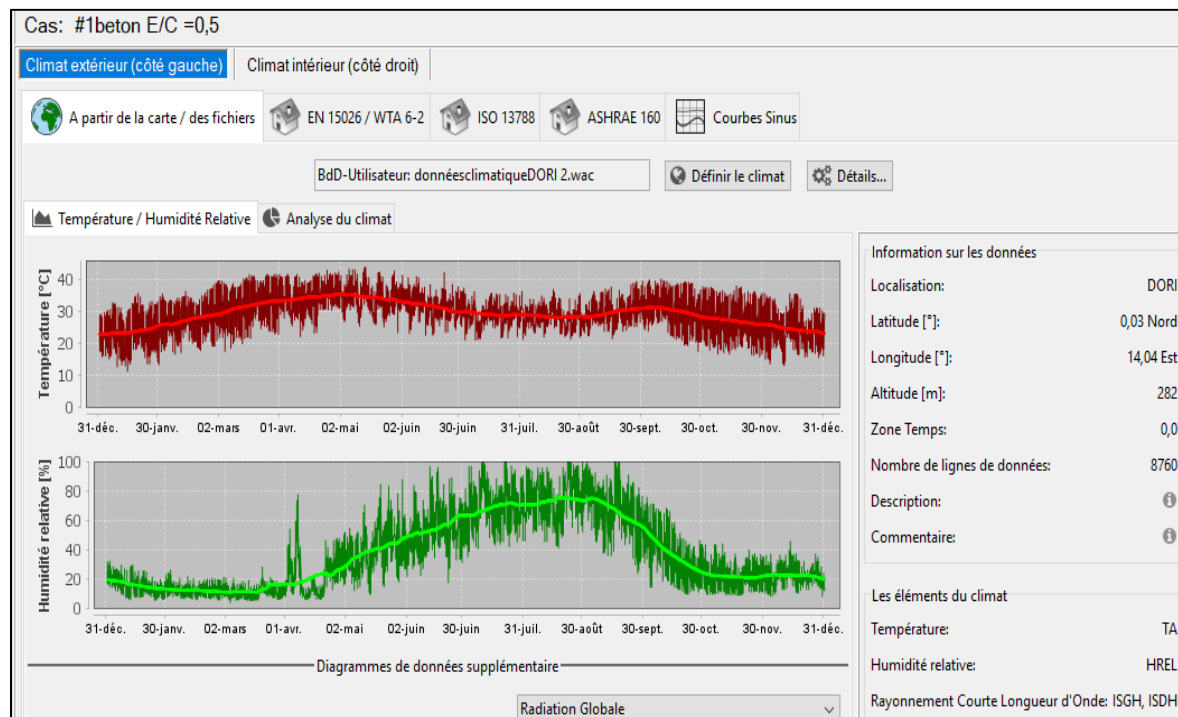 Cas: #1beton E/C =0,5
Climat extérieur (côté gauche) Climat intérieur (côté droit)
A partir de la carte / des fichiers EN 15026 / WTA 6-2 ISO 13788 ASHRAE 160 Courbes Sinus
BdD-Utilisateur: donnéesclimatiqueDORI 2.wac Définir le climat Détails...
Température / Humidité Relative Analyse du climat
Température [°C]
40
30
20
10
0
31-déc. 30-janv. 02-mars 01-avr. 02-mai 02-juin 30-juin 31-juil. 30-août 30-sept. 30-oct. 30-nov. 31-déc.
Humidité relative [%]
100
80
60
40
20
0
31-déc. 30-janv. 02-mars 01-avr. 02-mai 02-juin 30-juin 31-juil. 30-août 30-sept. 30-oct. 30-nov. 31-déc.
Diagrammes de données supplémentaire
Radiation Globale
Information sur les données
Localisation: DORI
Latitude [°]: 0,03 Nord
Longitude [°]: 14,04 Est
Altitude [m]: 282
Zone Temps: 0,0
Nombre de lignes de données: 8760
Description:
Commentaire:
Les éléments du climat
Température: TA
Humidité relative: HREL
Rayonnement Courte Longueur d'Onde: ISGH, ISDH